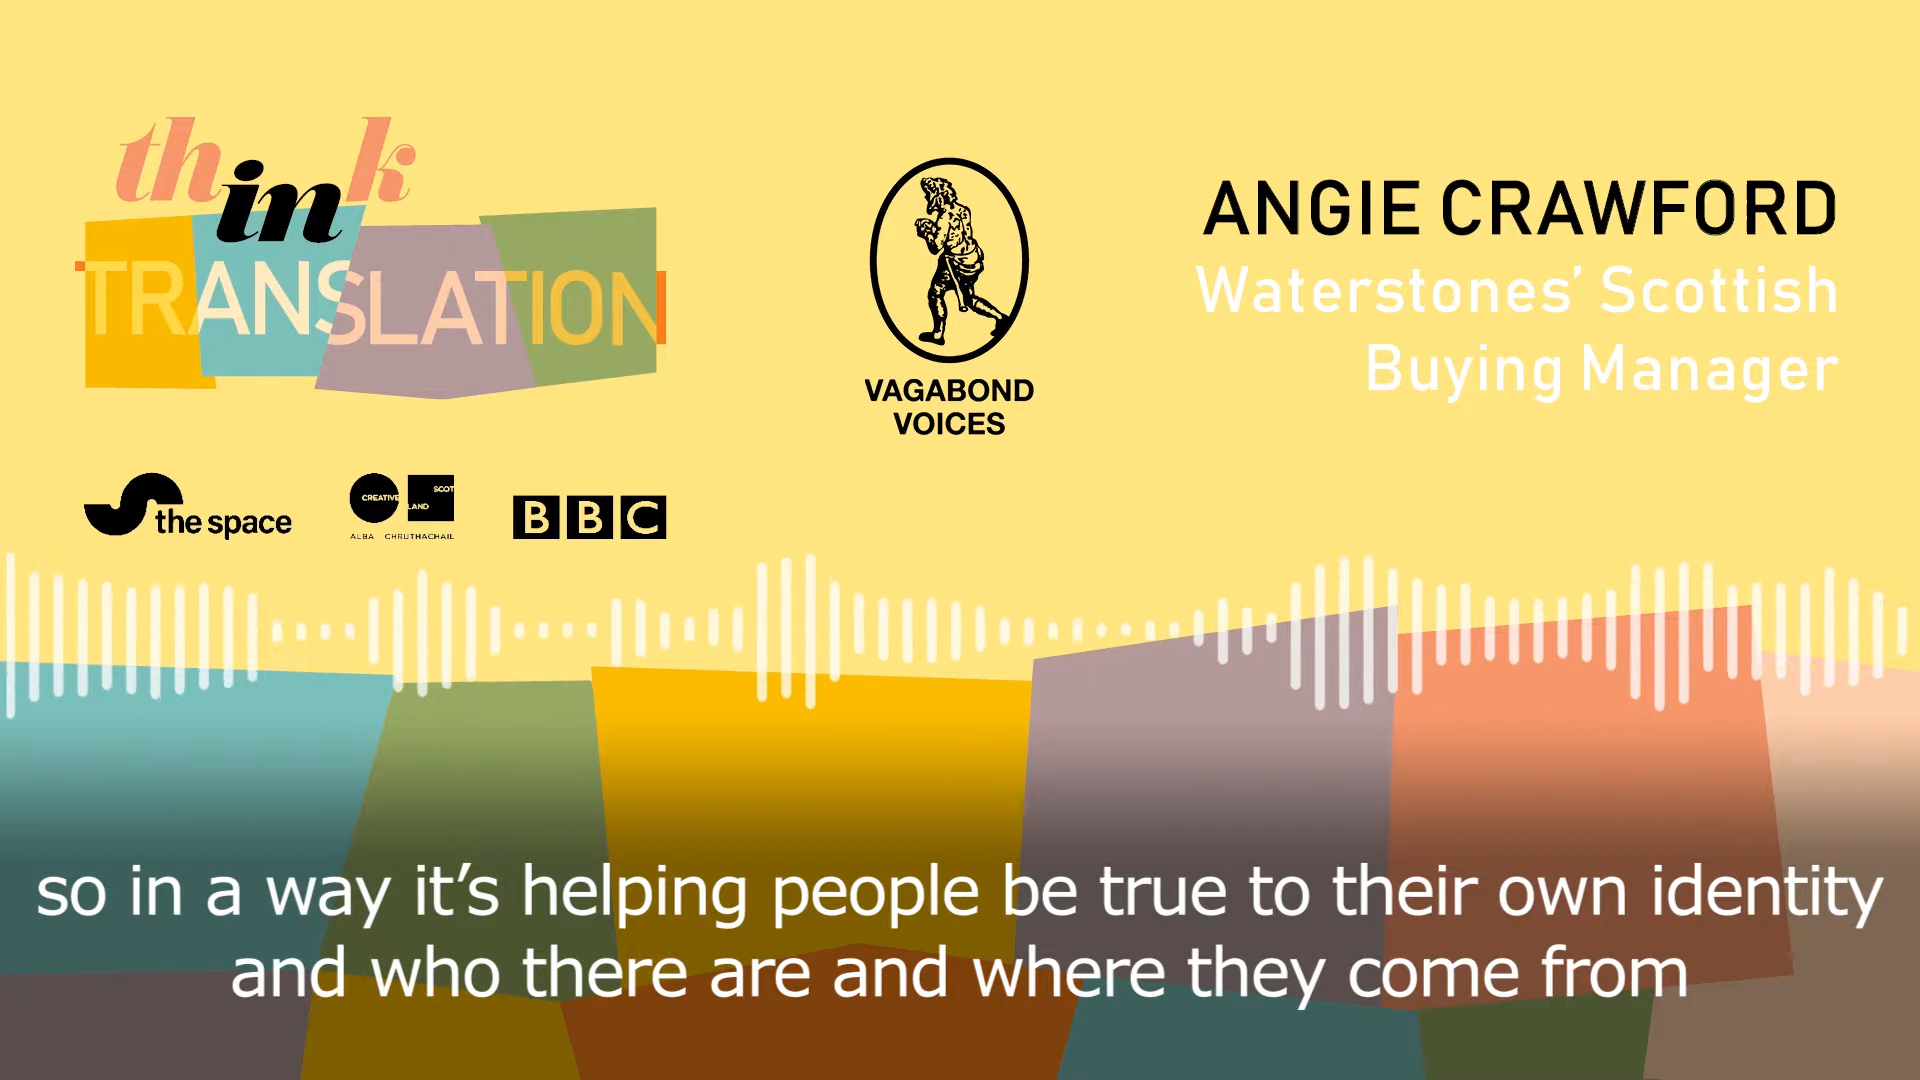 think
TRANSLATION
VAGABOND
VOICES
ANGIE CRAWFORD
Waterstones’ Scottish
Buying Manager
the space
CREATIVE
SCOT
LAND
ALBA CHRUTHACHAIL
BBC
so in a way it’s helping people be true to their own identity
and who there are and where they come from